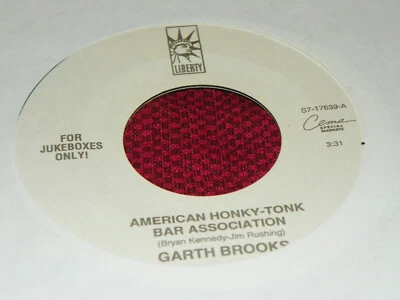 LIBERTY
FOR
JUKEBOXES
ONLY!
S7-17639-A
Cema
SPECIAL
MARKETS
3:31
AMERICAN HONKY-TONK
BAR ASSOCIATION
(Bryan Kennedy-Jim Rushing)
GARTH BROOKS